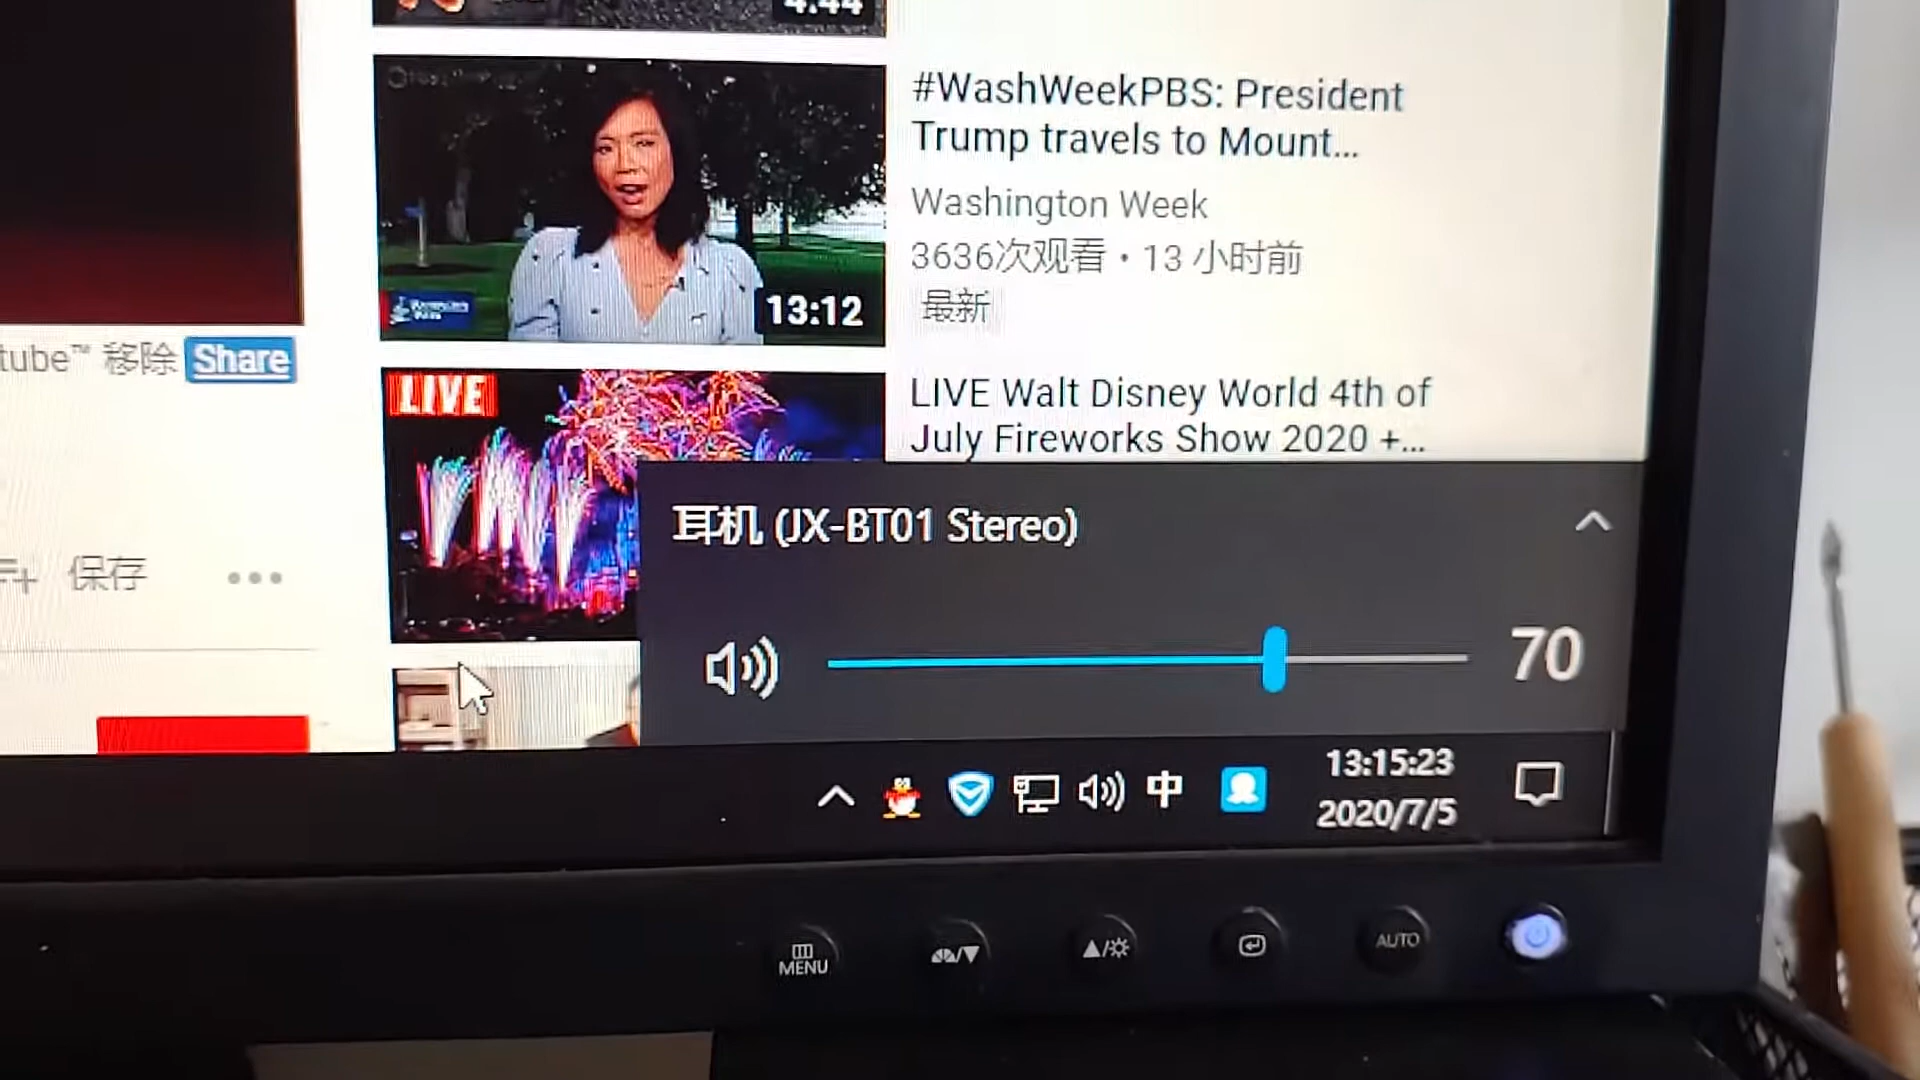 4:44
#WashWeekPBS: President
Trump travels to Mount...
Washington Week
3636次观看・13 小时前
最新
13:12
tube™ 移除 Share
LIVE
LIVE Walt Disney World 4th of
July Fireworks Show 2020 +...
保存
耳机 (JX-BT01 Stereo)
70
中
13:15:23
2020/7/5
MENU
AUTO